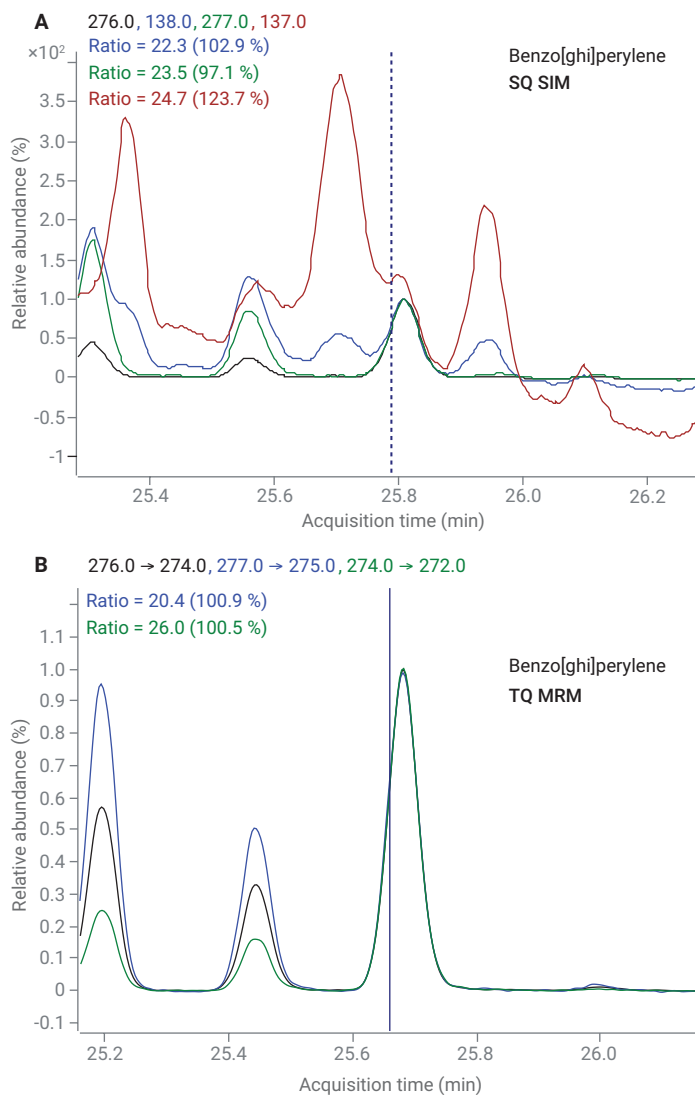 A
276.0, 138.0, 277.0, 137.0
×10²
Ratio = 22.3 (102.9 %)
Ratio = 23.5 (97.1 %)
Ratio = 24.7 (123.7 %)
Benzo[ghi]perylene
SQ SIM
Relative abundance (%)
3.5
3.0
2.5
2.0
1.5
1.0
0.5
0
-0.5
-1
25.4 25.6 25.8 26.0 26.2
Acquisition time (min)
B
276.0 → 274.0, 277.0 → 275.0, 274.0 → 272.0
Ratio = 20.4 (100.9 %)
Ratio = 26.0 (100.5 %)
Benzo[ghi]perylene
TQ MRM
Relative abundance (%)
1.1
1.0
0.9
0.8
0.7
0.6
0.5
0.4
0.3
0.2
0.1
0
-0.1
25.2 25.4 25.6 25.8 26.0
Acquisition time (min)